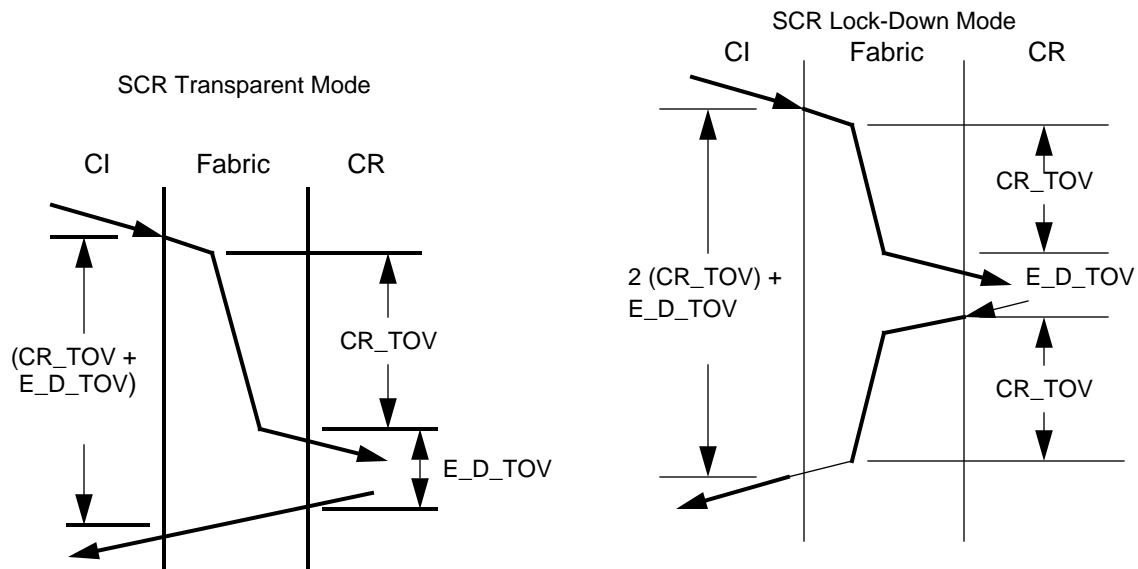 SCR Transparent Mode
CI Fabric CR
(CR_TOV +
E_D_TOV)
CR_TOV
E_D_TOV
SCR Lock-Down Mode
CI Fabric CR
CR_TOV
2 (CR_TOV) +
E_D_TOV
E_D_TOV
CR_TOV